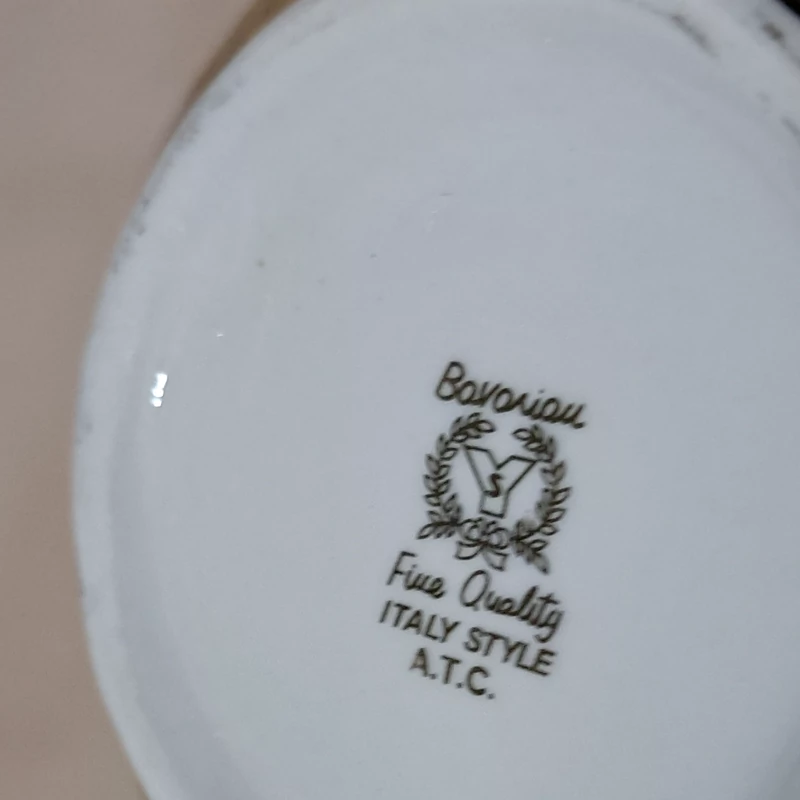 Bavarian
Y
S
Fine Quality
ITALY STYLE
A.T.C.